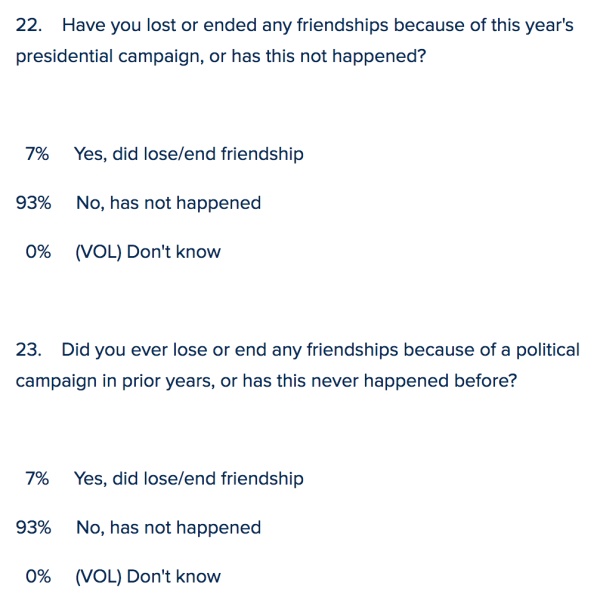 22. Have you lost or ended any friendships because of this year's
presidential campaign, or has this not happened?
7% Yes, did lose/end friendship
93% No, has not happened
0% (VOL) Don't know
23. Did you ever lose or end any friendships because of a political
campaign in prior years, or has this never happened before?
7% Yes, did lose/end friendship
93% No, has not happened
0% (VOL) Don't know